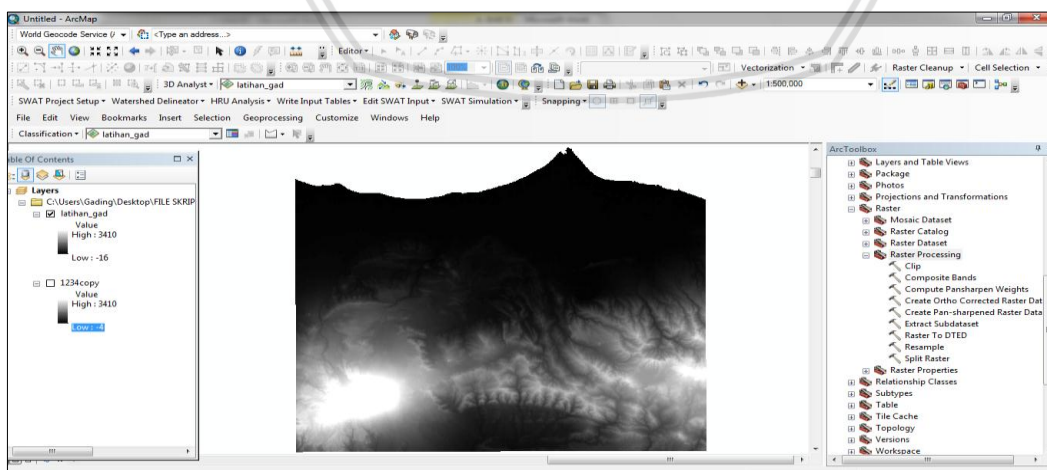 Untitled - ArcMap
World Geocode Service (/
<Type an address...>
Editor
Vectorization
Raster Cleanup
Cell Selection
3D Analyst
latihan_gad
1:500,000
SWAT Project Setup
Watershed Delineator
HRU Analysis
Write Input Tables
Edit SWAT Input
SWAT Simulation
Snapping
File Edit View Bookmarks Insert Selection Geoprocessing Customize Windows Help
Classification
latihan_gad
able Of Contents
Layers
C:\Users\Gading\Desktop\FILE SKRIP
latihan_gad
Value
High : 3410
Low : -16
1234copy
Value
High : 3410
Low : -4
ArcToolbox
Layers and Table Views
Package
Photos
Projections and Transformations
Raster
Mosaic Dataset
Raster Catalog
Raster Dataset
Raster Processing
Clip
Composite Bands
Compute Pansharpen Weights
Create Ortho Corrected Raster Dat
Create Pan-sharpened Raster Data
Extract Subdataset
Raster To DTED
Resample
Split Raster
Raster Properties
Relationship Classes
Subtypes
Table
Tile Cache
Topology
Versions
Workspace